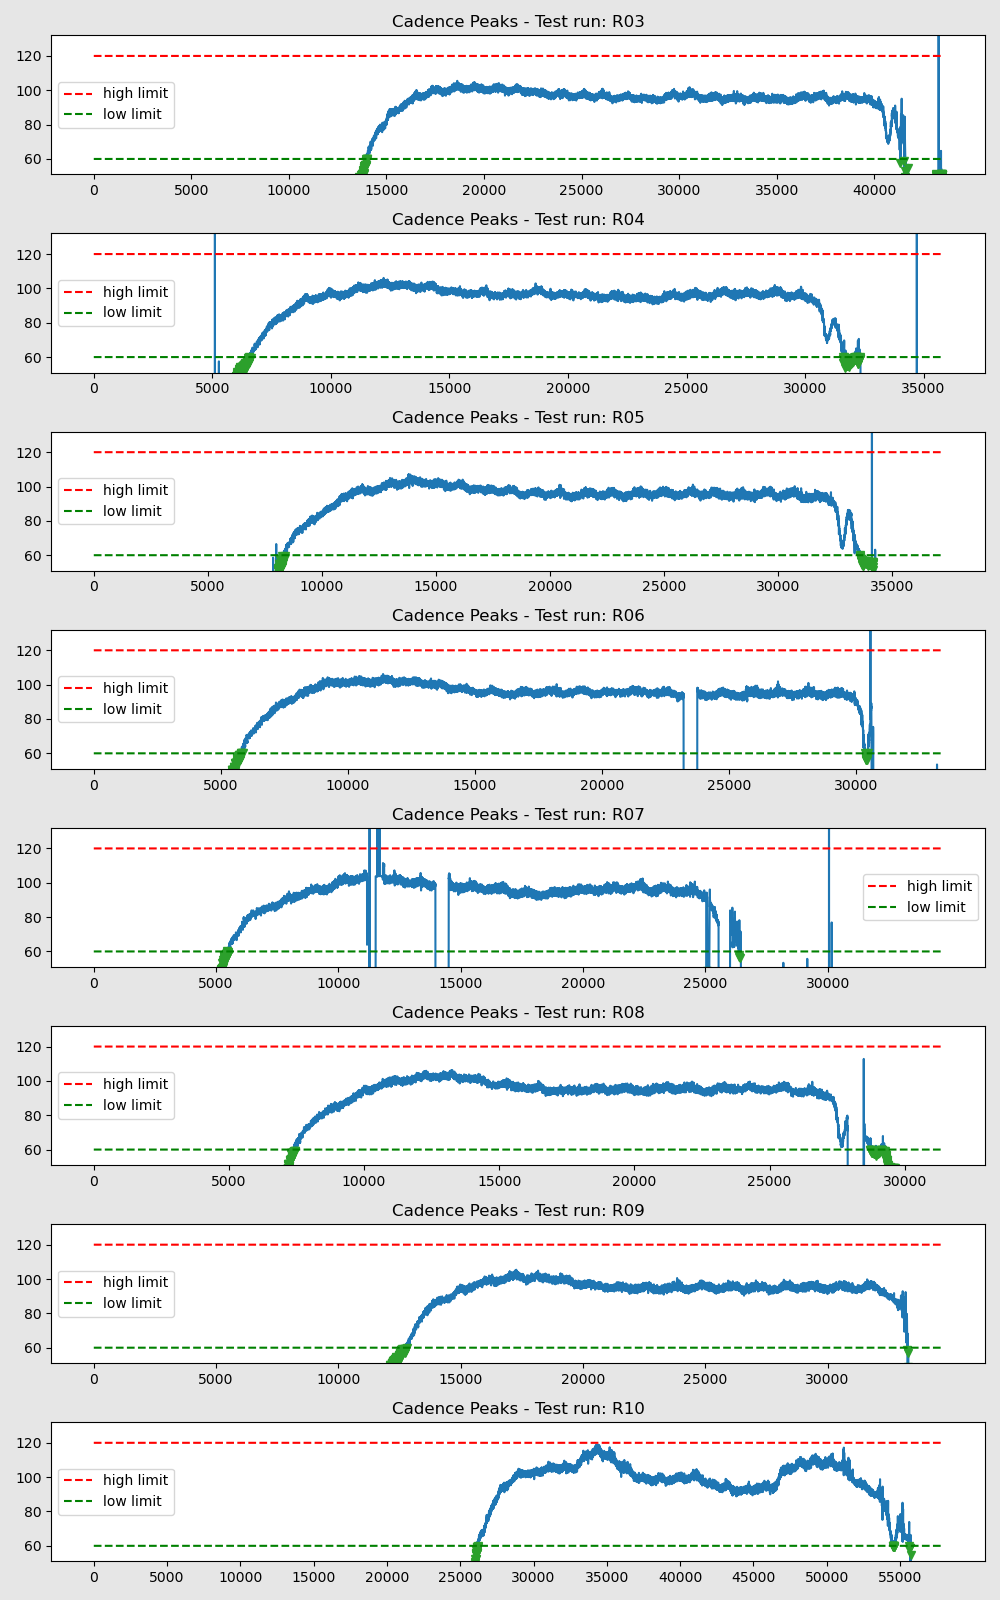 Cadence Peaks - Test run: R03
120
100
80
60
high limit
low limit
0 5000 10000 15000 20000 25000 30000 35000 40000
Cadence Peaks - Test run: R04
120
100
80
60
high limit
low limit
0 5000 10000 15000 20000 25000 30000 35000
Cadence Peaks - Test run: R05
120
100
80
60
high limit
low limit
0 5000 10000 15000 20000 25000 30000 35000
Cadence Peaks - Test run: R06
120
100
80
60
high limit
low limit
0 5000 10000 15000 20000 25000 30000
Cadence Peaks - Test run: R07
120
100
80
60
high limit
low limit
0 5000 10000 15000 20000 25000 30000
Cadence Peaks - Test run: R08
120
100
80
60
high limit
low limit
0 5000 10000 15000 20000 25000 30000
Cadence Peaks - Test run: R09
120
100
80
60
high limit
low limit
0 5000 10000 15000 20000 25000 30000
Cadence Peaks - Test run: R10
120
100
80
60
high limit
low limit
0 5000 10000 15000 20000 25000 30000 35000 40000 45000 50000 55000